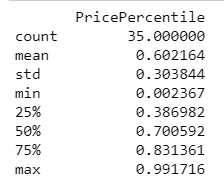 PricePercentile
count 35.000000
mean 0.602164
std 0.303844
min 0.002367
25% 0.386982
50% 0.700592
75% 0.831361
max 0.991716